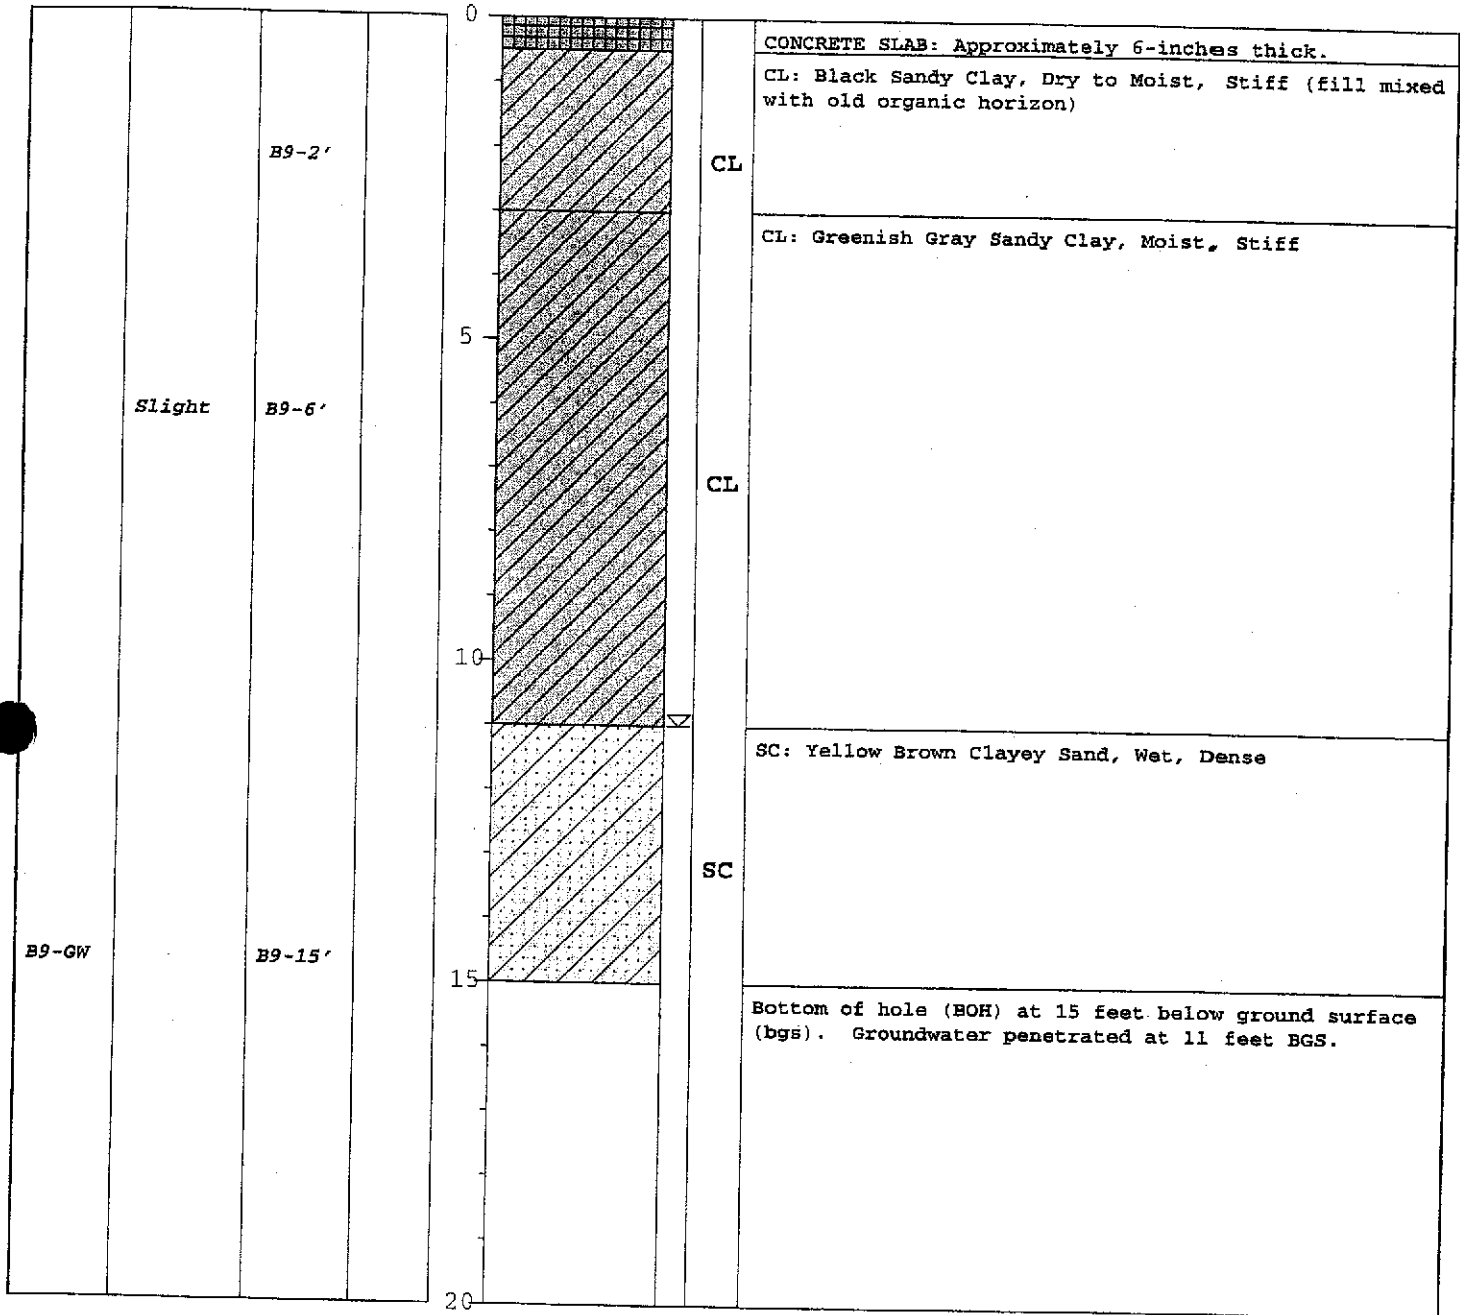 0
CONCRETE SLAB: Approximately 6-inches thick.
CL: Black Sandy Clay, Dry to Moist, Stiff (fill mixed
with old organic horizon)
B9-2'
CL
CL: Greenish Gray Sandy Clay, Moist, Stiff
5
Slight
B9-6'
CL
10
SC: Yellow Brown Clayey Sand, Wet, Dense
SC
B9-GW
B9-15'
15
Bottom of hole (BOH) at 15 feet below ground surface
(bgs). Groundwater penetrated at 11 feet BGS.
20